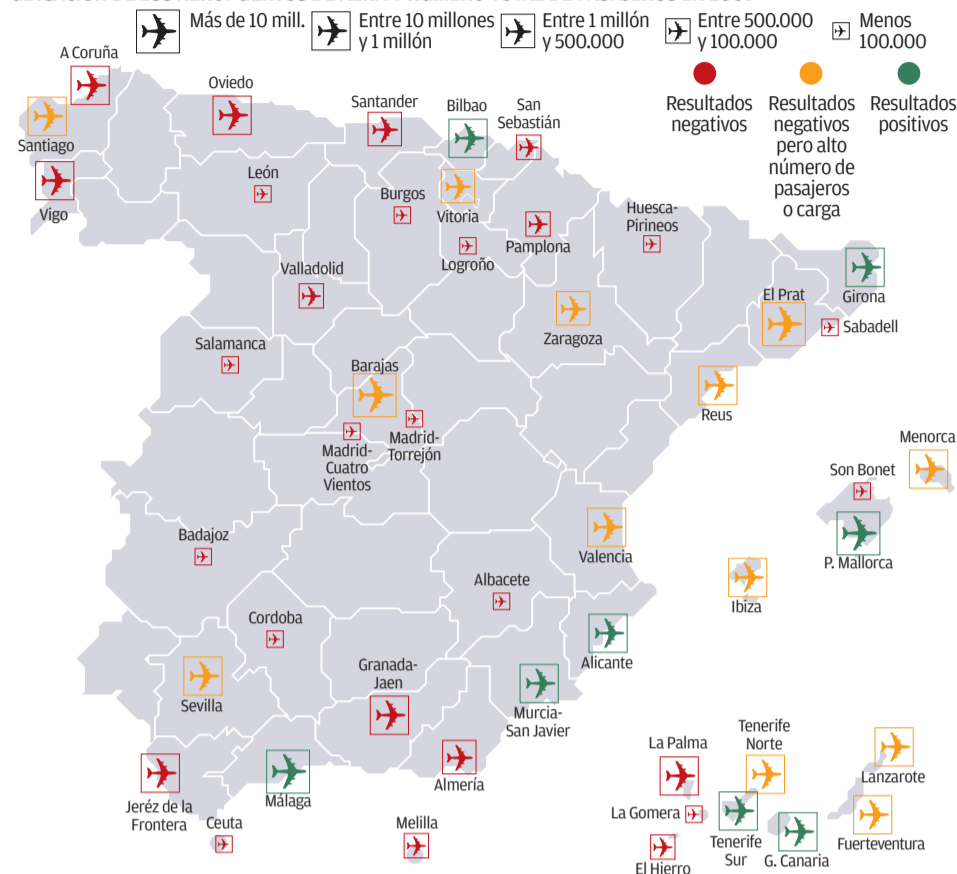 Más de 10 mill.
Entre 10 millones
y 1 millón
Entre 1 millón
y 500.000
Entre 500.000
y 100.000
Menos
100.000
Resultados
negativos
Resultados
negativos
pero alto
número de
pasajeros
o carga
Resultados
positivos
A Coruña
Oviedo
Santander
Bilbao
San
Sebastián
Santiago
Vigo
León
Burgos
Vitoria
Logroño
Pamplona
Huesca-
Pirineos
Valladolid
Zaragoza
El Prat
Girona
Sabadell
Salamanca
Barajas
Reus
Madrid-
Cuatro
Vientos
Madrid-
Torrejón
Menorca
Son Bonet
P. Mallorca
Badajoz
Valencia
Ibiza
Albacete
Cordoba
Alicante
Sevilla
Granada-
Jaen
Murcia-
San Javier
Jeréz de la
Frontera
Málaga
Almería
Ceuta
Melilla
La Palma
Tenerife
Norte
Lanzarote
La Gomera
El Hierro
Tenerife
Sur
G. Canaria
Fuerteventura